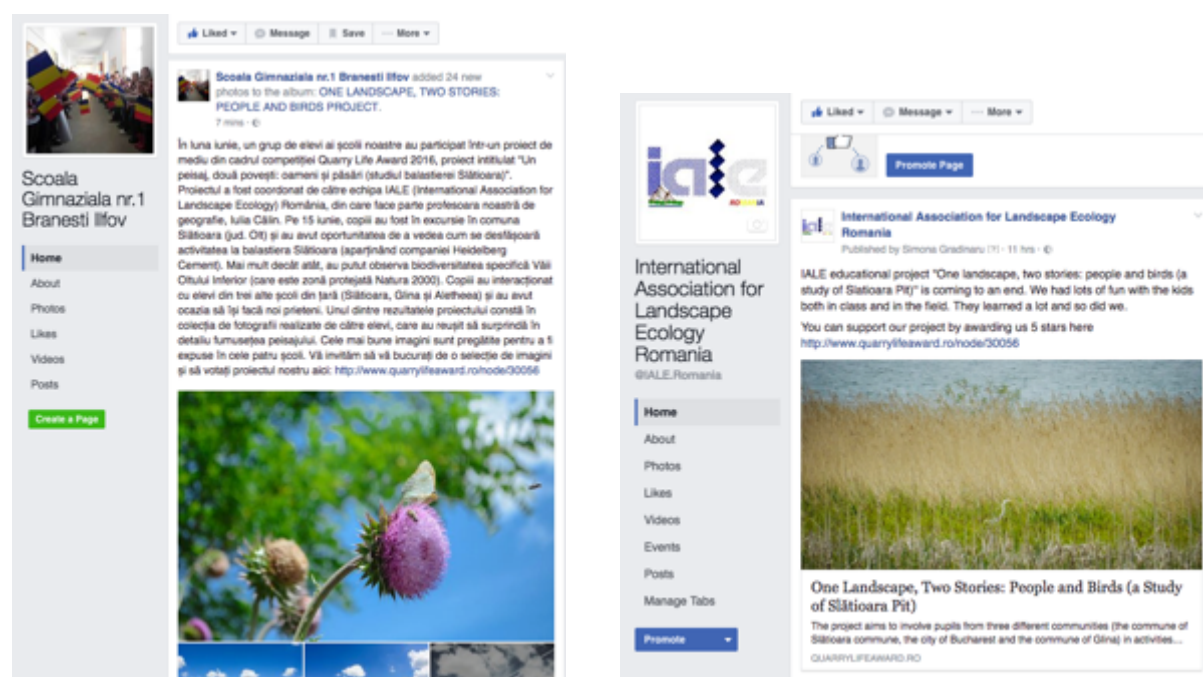 Liked
Message
Save
More
Scoala Gimnaziala nr.1 Branesti Ilfov added 24 new
photos to the album: ONE LANDSCAPE, TWO STORIES:
PEOPLE AND BIRDS PROJECT.
7 mins
În luna iunie, un grup de elevi ai școlii noastre au participat într-un proiect de
mediu din cadrul competiției Quarry Life Award 2016, proiect intitulat "Un
peisaj, două povești: oameni și păsări (studiul balastierei Slătioara)".
Proiectul a fost coordonat de către echipa IALE (International Association for
Landscape Ecology) România, din care face parte profesoara noastră de
geografie, Iulia Călin. Pe 15 iunie, copiii au fost în excursie în comuna
Slătioara (jud. Olt) și au avut oportunitatea de a vedea cum se desfășoară
activitatea la balastiera Slătioara (aparținând companiei Heidelberg
Cement). Mai mult decât atât, au putut observa biodiversitatea specifică Văii
Oltului Inferior (care este zonă protejată Natura 2000). Copiii au interacționat
cu elevi din trei alte școli din țară (Slătioara, Glina și Aletheea) și au avut
ocazia să își facă noi prieteni. Unul dintre rezultatele proiectului constă în
colecția de fotografii realizate de către elevi, care au reușit să surprindă în
detaliu fumusețea peisajului. Cele mai bune imagini sunt pregătite pentru a fi
expuse în cele patru școli. Vă invităm să vă bucurați de o selecție de imagini
și să votați proiectul nostru aici: http://www.quarrylifeaward.ro/node/30056
Scoala
Gimnaziala nr.1
Branesti Ilfov
Home
About
Photos
Likes
Videos
Posts
Create a Page
Liked
Message
More
Promote Page
iale
ROMANIA
International
Association for
Landscape
Ecology
Romania
@IALE.Romania
Home
About
Photos
Likes
Videos
Events
Posts
Manage Tabs
Promote
International Association for Landscape Ecology
Romania
Published by Simona Gradinaru [?] · 11 hrs
IALE educational project "One landscape, two stories: people and birds (a
study of Slatioara Pit)" is coming to an end. We had lots of fun with the kids
both in class and in the field. They learned a lot and so did we.
You can support our project by awarding us 5 stars here
http://www.quarrylifeaward.ro/node/30056
One Landscape, Two Stories: People and Birds (a Study
of Slătioara Pit)
The project aims to involve pupils from three different communities (the commune of
Slătioara commune, the city of Bucharest and the commune of Glina) in activities...
QUARRYLIFEAWARD.RO